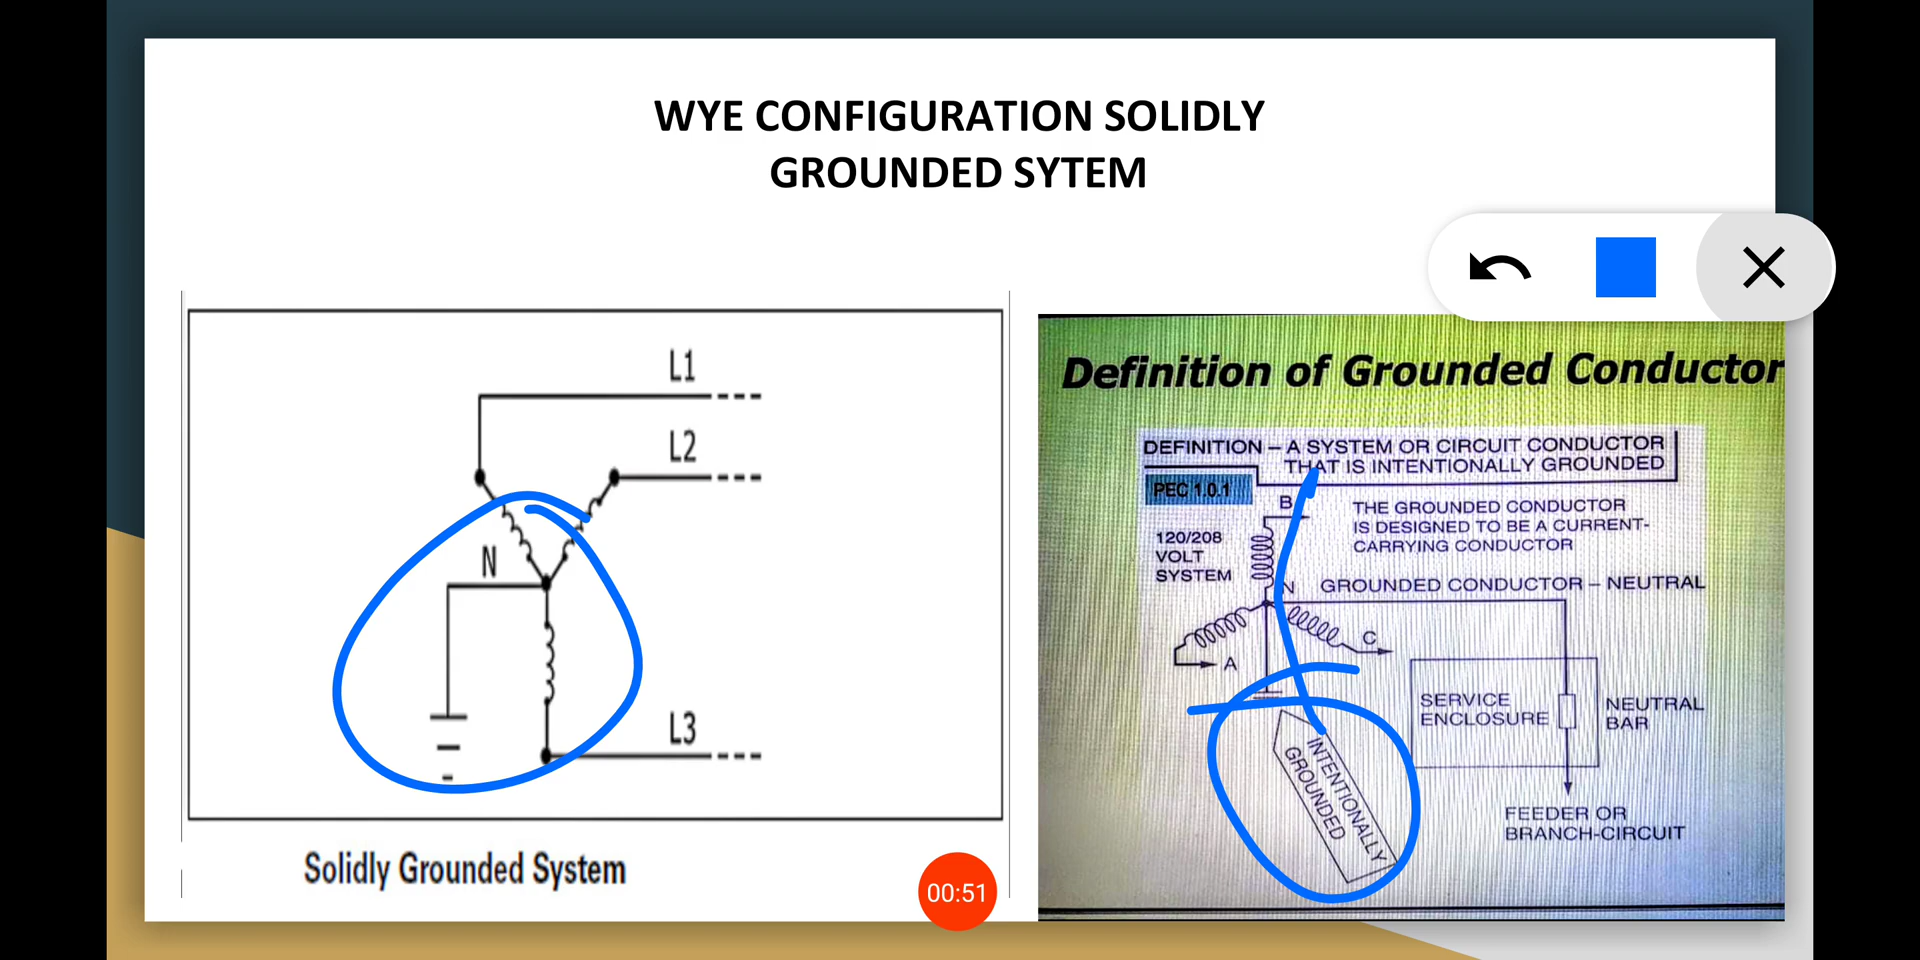 WYE CONFIGURATION SOLIDLY
GROUNDED SYTEM
L1
L2
N
L3
Solidly Grounded System
00:51
Definition of Grounded Conductor
DEFINITION – A SYSTEM OR CIRCUIT CONDUCTOR
THAT IS INTENTIONALLY GROUNDED
PEC 1.0.1
B
THE GROUNDED CONDUCTOR
IS DESIGNED TO BE A CURRENT-
CARRYING CONDUCTOR
120/208
VOLT
SYSTEM
N
GROUNDED CONDUCTOR – NEUTRAL
C
A
SERVICE
ENCLOSURE
NEUTRAL
BAR
INTENTIONALLY
GROUNDED
FEEDER OR
BRANCH-CIRCUIT